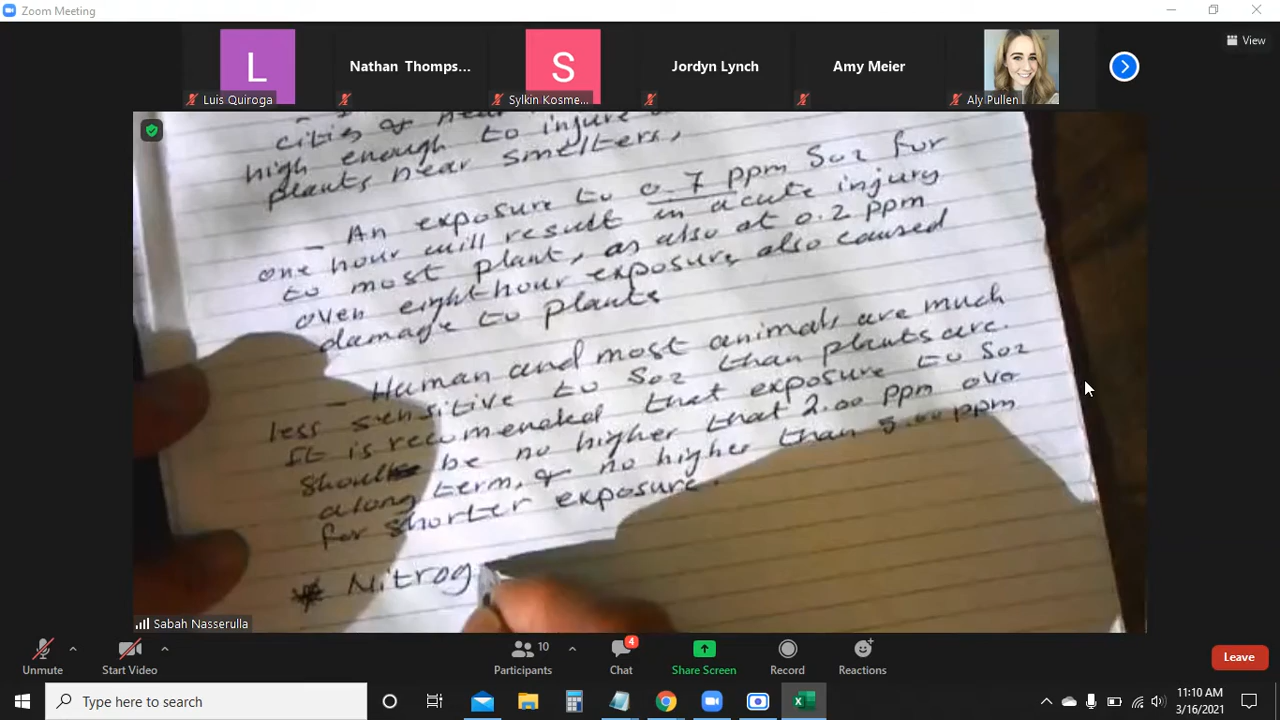 Zoom Meeting
View
L
Luis Quiroga
Nathan Thomps...
S
Sylkin Kosme...
Jordyn Lynch
Amy Meier
Aly Pullen
cities &
high enough to injure
plants near smelters,
- An exposure to 0.7 ppm SO2 for
one hour will result in acute injury
to most plant, as also at 0.2 ppm
over eight hour exposure also caused
damage to plants
- Human and most animals are much
less sensitive to SO2 than plants are.
It is recomended that exposure to SO2
should be no higher that 2.00 ppm ovr
along term, & no higher than 5.00 ppm
for shorter exposure.
* Nitrog
Sabah Nasserulla
Unmute
Start Video
10
Participants
4
Chat
Share Screen
Record
Reactions
Leave
Type here to search
11:10 AM
3/16/2021